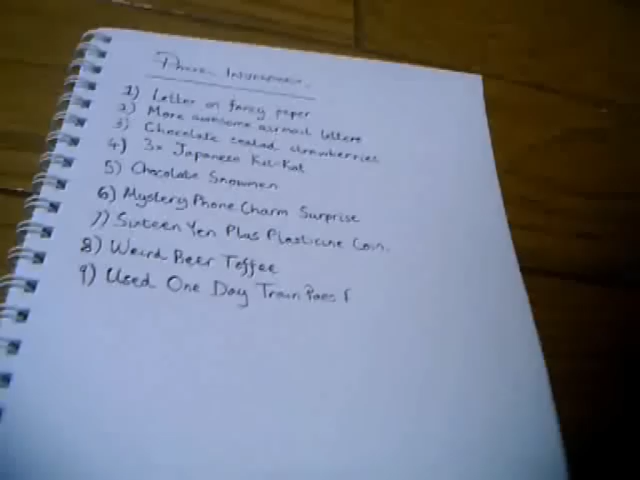 1) Letter on fancy paper
2) More awesome airmail letters
3) Chocolate coated strawberries
4) 3x Japanese Kit-Kat
5) Chocolate Snowmen
6) Mystery Phone Charm Surprise
7) Sixteen Yen Plus Plasticine Coin.
8) Weird Beer Toffee
9) Used One Day Train Pass